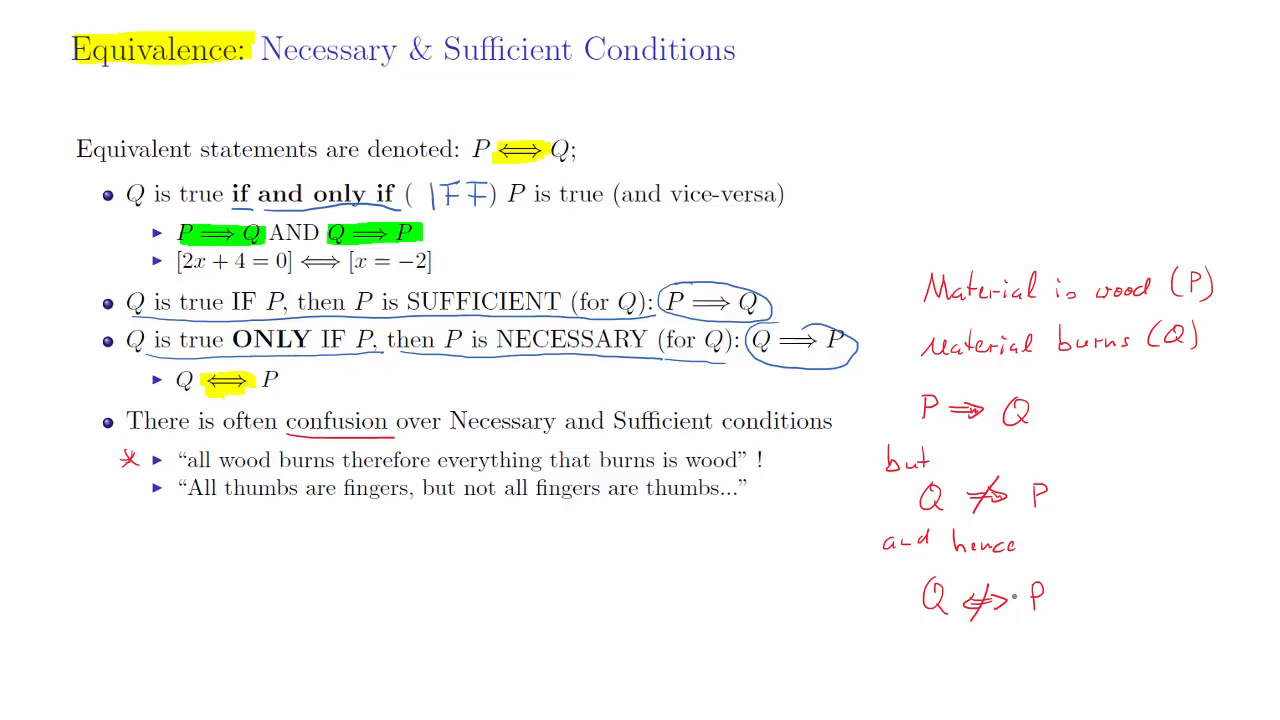 Equivalence: Necessary & Sufficient Conditions
Equivalent statements are denoted: P ⟺ Q;
Q is true if and only if ( IFF ) P is true (and vice-versa)
P ⟹ Q AND Q ⟹ P
[2x + 4 = 0] ⟺ [x = −2]
Q is true IF P, then P is SUFFICIENT (for Q): P ⟹ Q
Q is true ONLY IF P, then P is NECESSARY (for Q): Q ⟹ P
Q ⟺ P
There is often confusion over Necessary and Sufficient conditions
* "all wood burns therefore everything that burns is wood" !
"All thumbs are fingers, but not all fingers are thumbs..."
Material is wood (P)
Material burns (Q)
P ⇒ Q
but
Q ⇏ P
and hence
Q ⇎ P